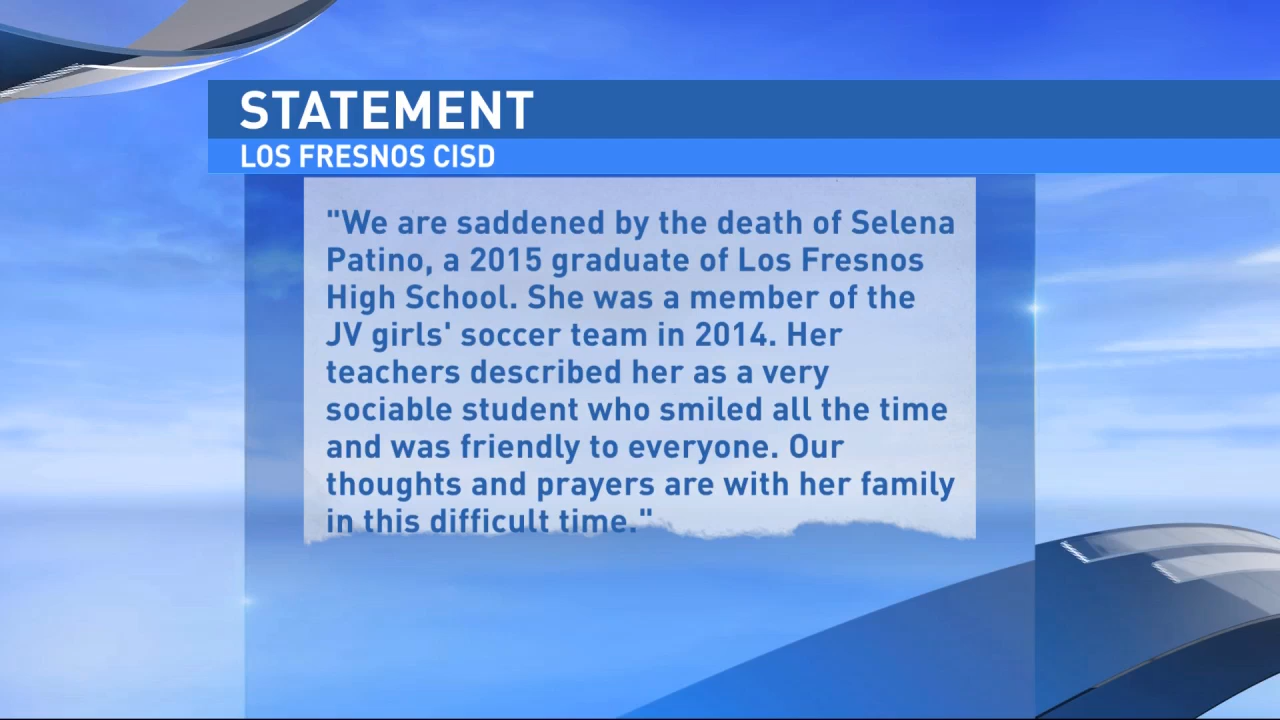 STATEMENT
LOS FRESNOS CISD
"We are saddened by the death of Selena
Patino, a 2015 graduate of Los Fresnos
High School. She was a member of the
JV girls' soccer team in 2014. Her
teachers described her as a very
sociable student who smiled all the time
and was friendly to everyone. Our
thoughts and prayers are with her family
in this difficult time."